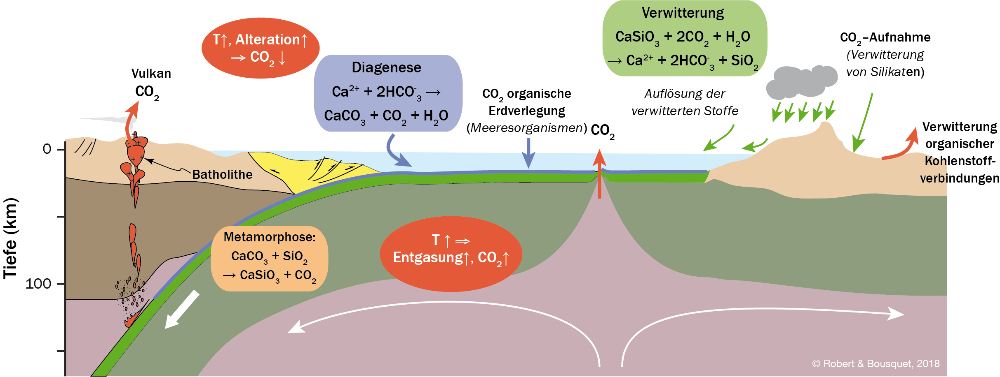 T↑, Alteration↑
⇒ CO₂ ↓
Vulkan
CO₂
Diagenese
Ca²⁺ + 2HCO⁻₃ →
CaCO₃ + CO₂ + H₂O
CO₂ organische
Erdverlegung
(Meeresorganismen)
CO₂
Verwitterung
CaSiO₃ + 2CO₂ + H₂O
→ Ca²⁺ + 2HCO⁻₃ + SiO₂
Auflösung der
verwitterten Stoffe
CO₂–Aufnahme
(Verwitterung
von Silikaten)
Verwitterung
organischer
Kohlenstoff-
verbindungen
0
100
Tiefe (km)
Batholithe
Metamorphose:
CaCO₃ + SiO₂
→ CaSiO₃ + CO₂
T ↑ ⇒
Entgasung↑, CO₂↑
© Robert & Bousquet, 2018